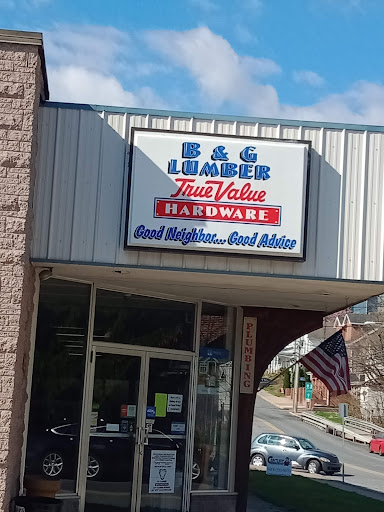 B & G
LUMBER
True Value
HARDWARE
Good Neighbor... Good Advice
PLUMBING